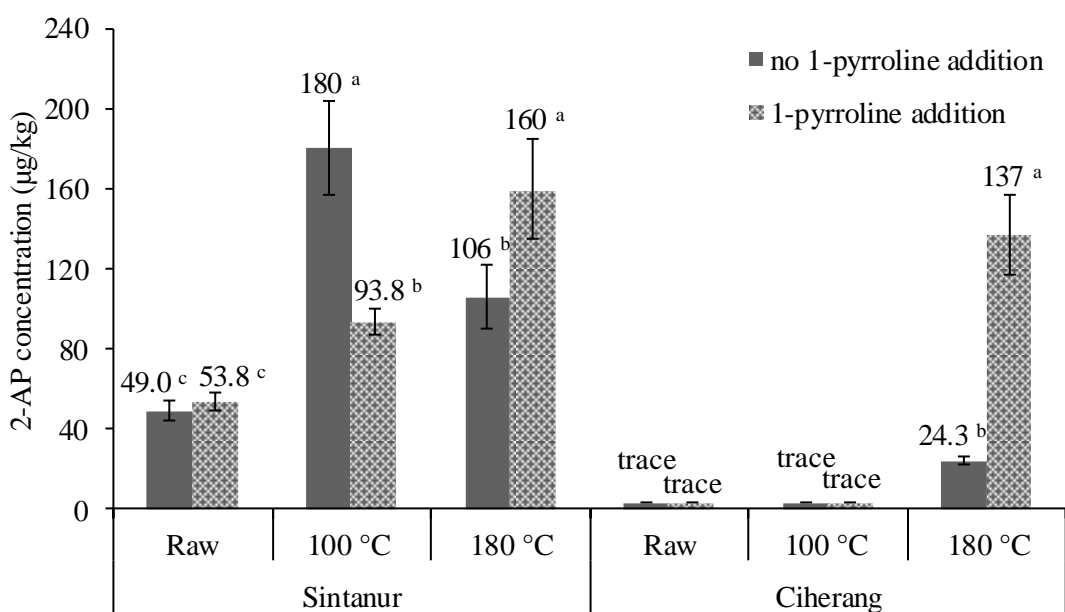 2-AP concentration (µg/kg)
240
200
160
120
80
40
0
no 1-pyrroline addition
1-pyrroline addition
49.0 c
53.8 c
180 a
93.8 b
106 b
160 a
trace
trace
trace
trace
24.3 b
137 a
Raw
100 °C
180 °C
Raw
100 °C
180 °C
Sintanur
Ciherang